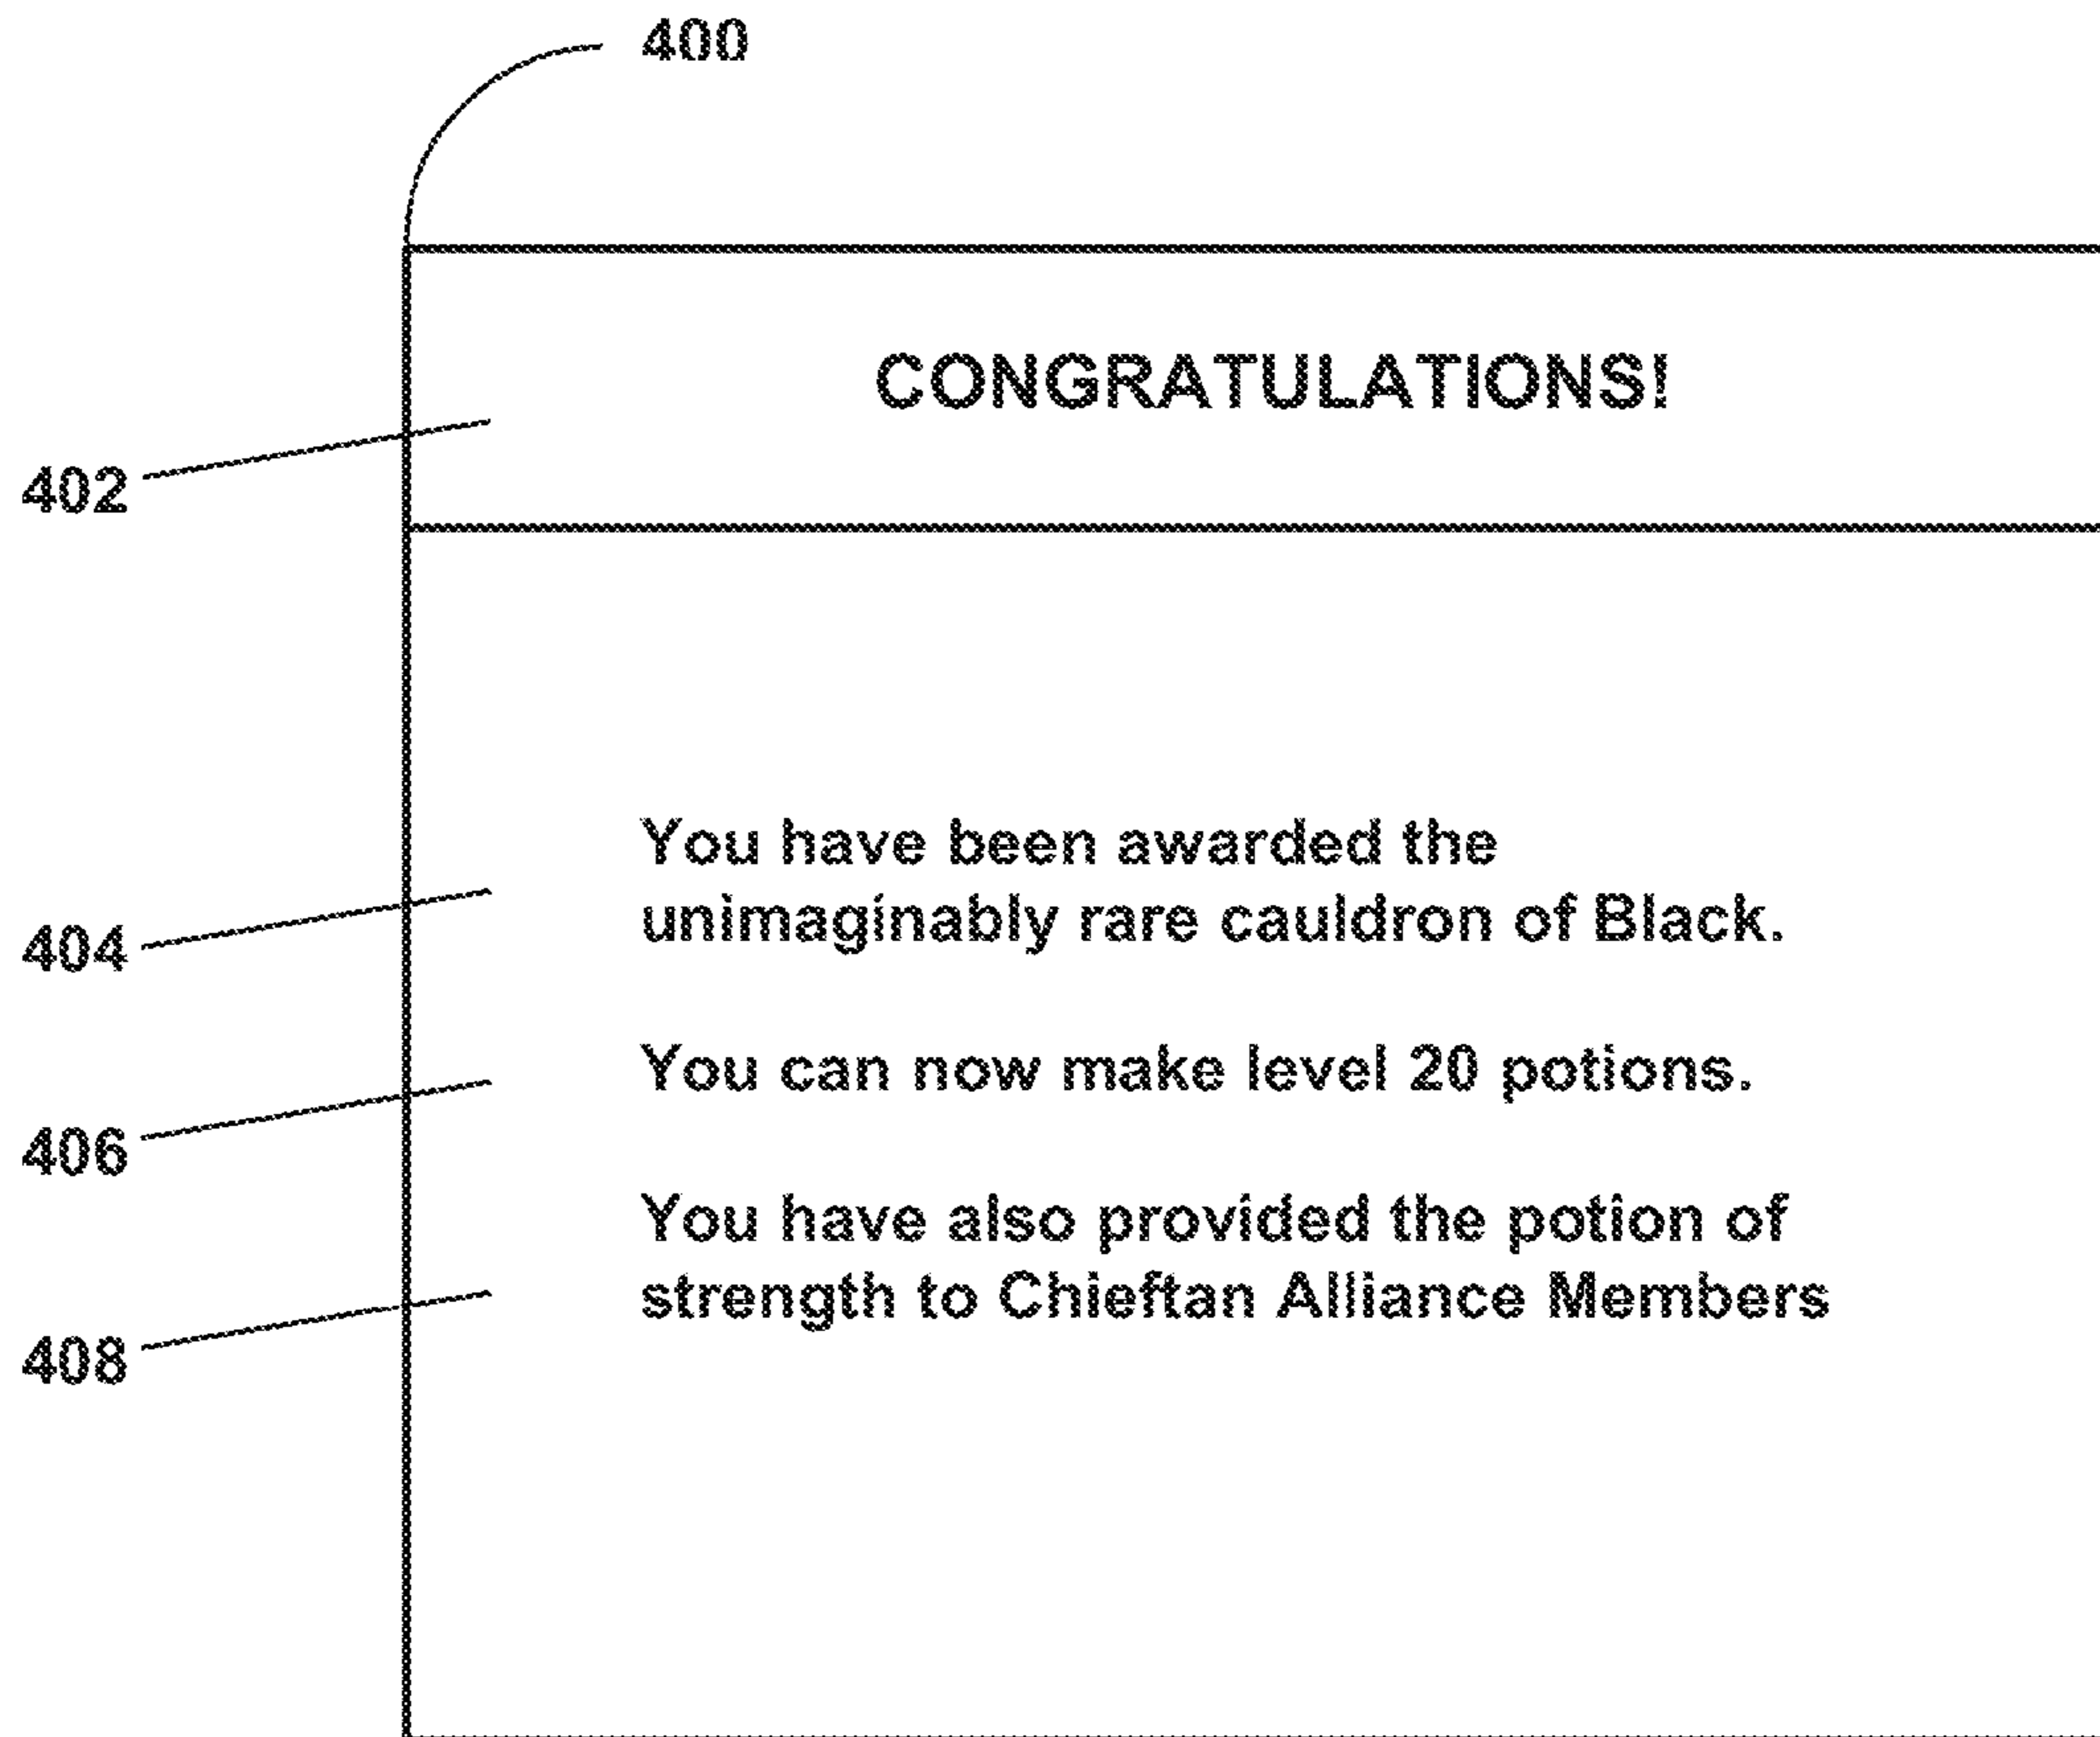 400
CONGRATULATIONS!
402
You have been awarded the
unimaginably rare cauldron of Black.
404
You can now make level 20 potions.
406
You have also provided the potion of
strength to Chieftan Alliance Members
408